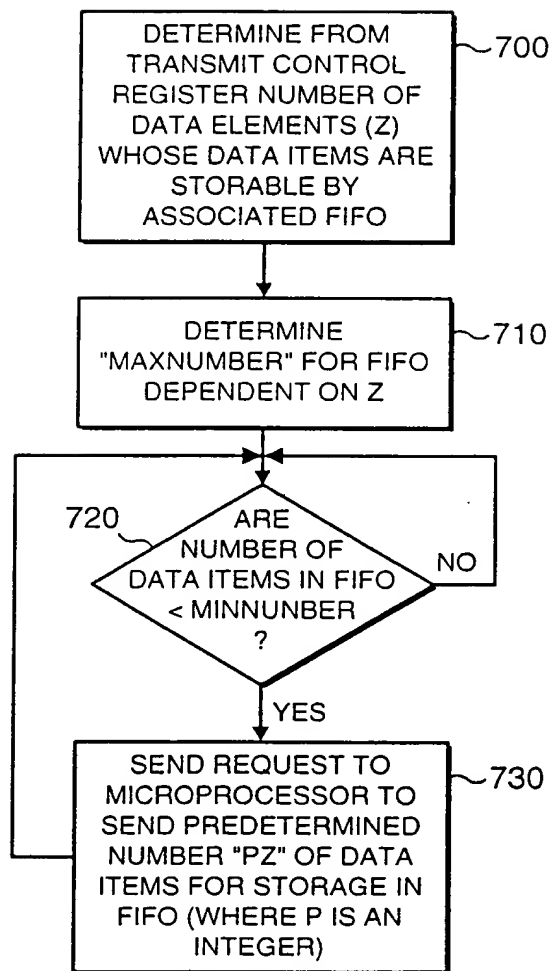 DETERMINE FROM
TRANSMIT CONTROL
REGISTER NUMBER OF
DATA ELEMENTS (Z)
WHOSE DATA ITEMS ARE
STORABLE BY
ASSOCIATED FIFO
700
DETERMINE
"MAXNUMBER" FOR FIFO
DEPENDENT ON Z
710
720
ARE
NUMBER OF
DATA ITEMS IN FIFO
< MINNUNBER
?
NO
YES
SEND REQUEST TO
MICROPROCESSOR TO
SEND PREDETERMINED
NUMBER "PZ" OF DATA
ITEMS FOR STORAGE IN
FIFO (WHERE P IS AN
INTEGER)
730